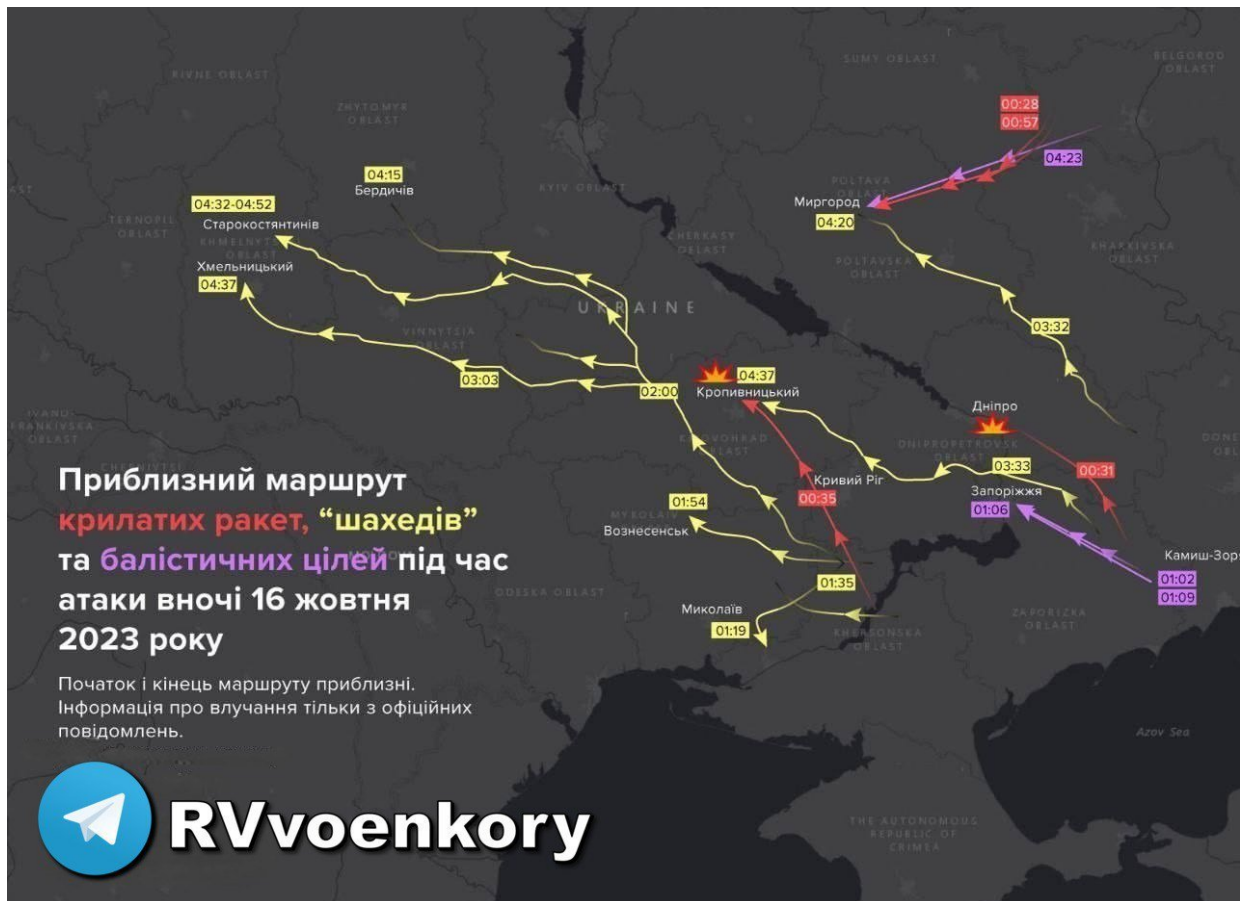 RIVNE OBLAST
SUMY OBLAST
BELGOROD
OBLAST
ZHYTOMYR
OBLAST
00:28
00:57
04:23
04:15
Бердичів
KYIV OBLAST
POLTAVA
Миргород
04:20
04:32-04:52
Старокостянтинів
TERNOPIL
OBLAST
OBLAST
CHERKASY
OBLAST
KHARKIVSKA
OBLAST
POLTAVSKA
OBLAST
Хмельницький
04:37
UKRAINE
03:32
VINNYTSIA
OBLAST
03:03
02:00
04:37
Кропивницький
Дніпро
IVANO-
FRANKIVSKA
OBLAST
OBLAST
DNIPROPETROVSK
OBLAST
CHERNIVTSI
03:33
00:31
Кривий Ріг
00:35
Запоріжжя
01:06
01:54
Вознесенськ
Камиш-Зоря
01:02
01:09
01:35
ODESKA OBLAST
Миколаїв
01:19
KHERSONSKA
OBLAST
ZAPORIZKA
OBLAST
Приблизний маршрут
крилатих ракет, “шахедів”
та балістичних цілей під час
атаки вночі 16 жовтня
2023 року
Початок і кінець маршруту приблизні.
Інформація про влучання тільки з офіційних
повідомлень.
Azov Sea
THE AUTONOMOUS
REPUBLIC OF
CRIMEA
RVvoenkory